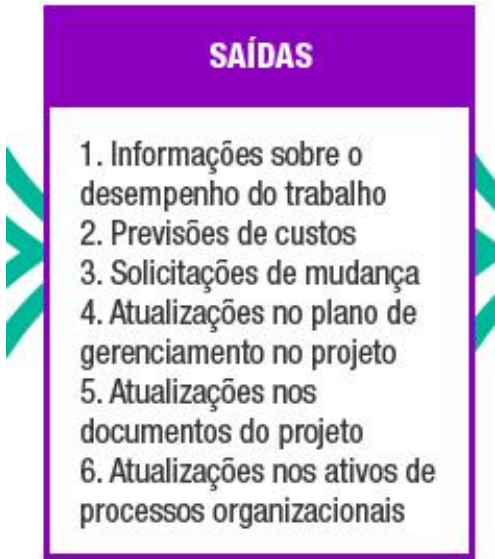 SAÍDAS
1. Informações sobre o
desempenho do trabalho
2. Previsões de custos
3. Solicitações de mudança
4. Atualizações no plano de
gerenciamento no projeto
5. Atualizações nos
documentos do projeto
6. Atualizações nos ativos de
processos organizacionais